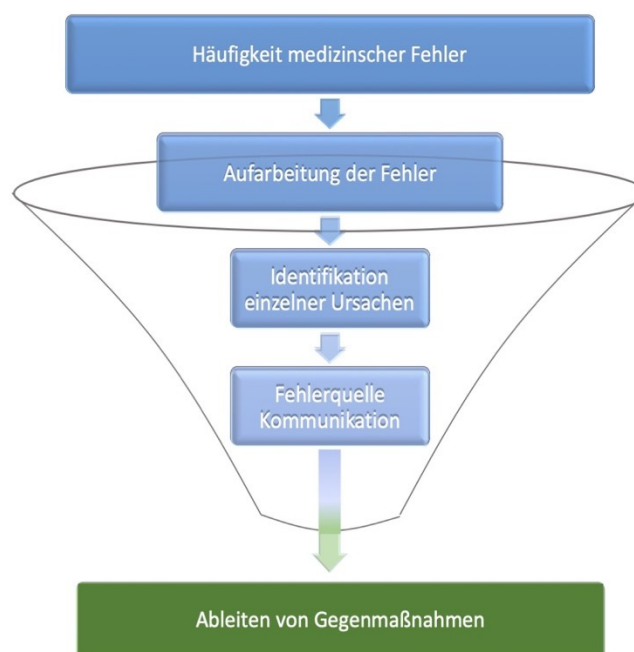 Häufigkeit medizinscher Fehler
Aufarbeitung der Fehler
Identifikation
einzelner Ursachen
Fehlerquelle
Kommunikation
Ableiten von Gegenmaßnahmen